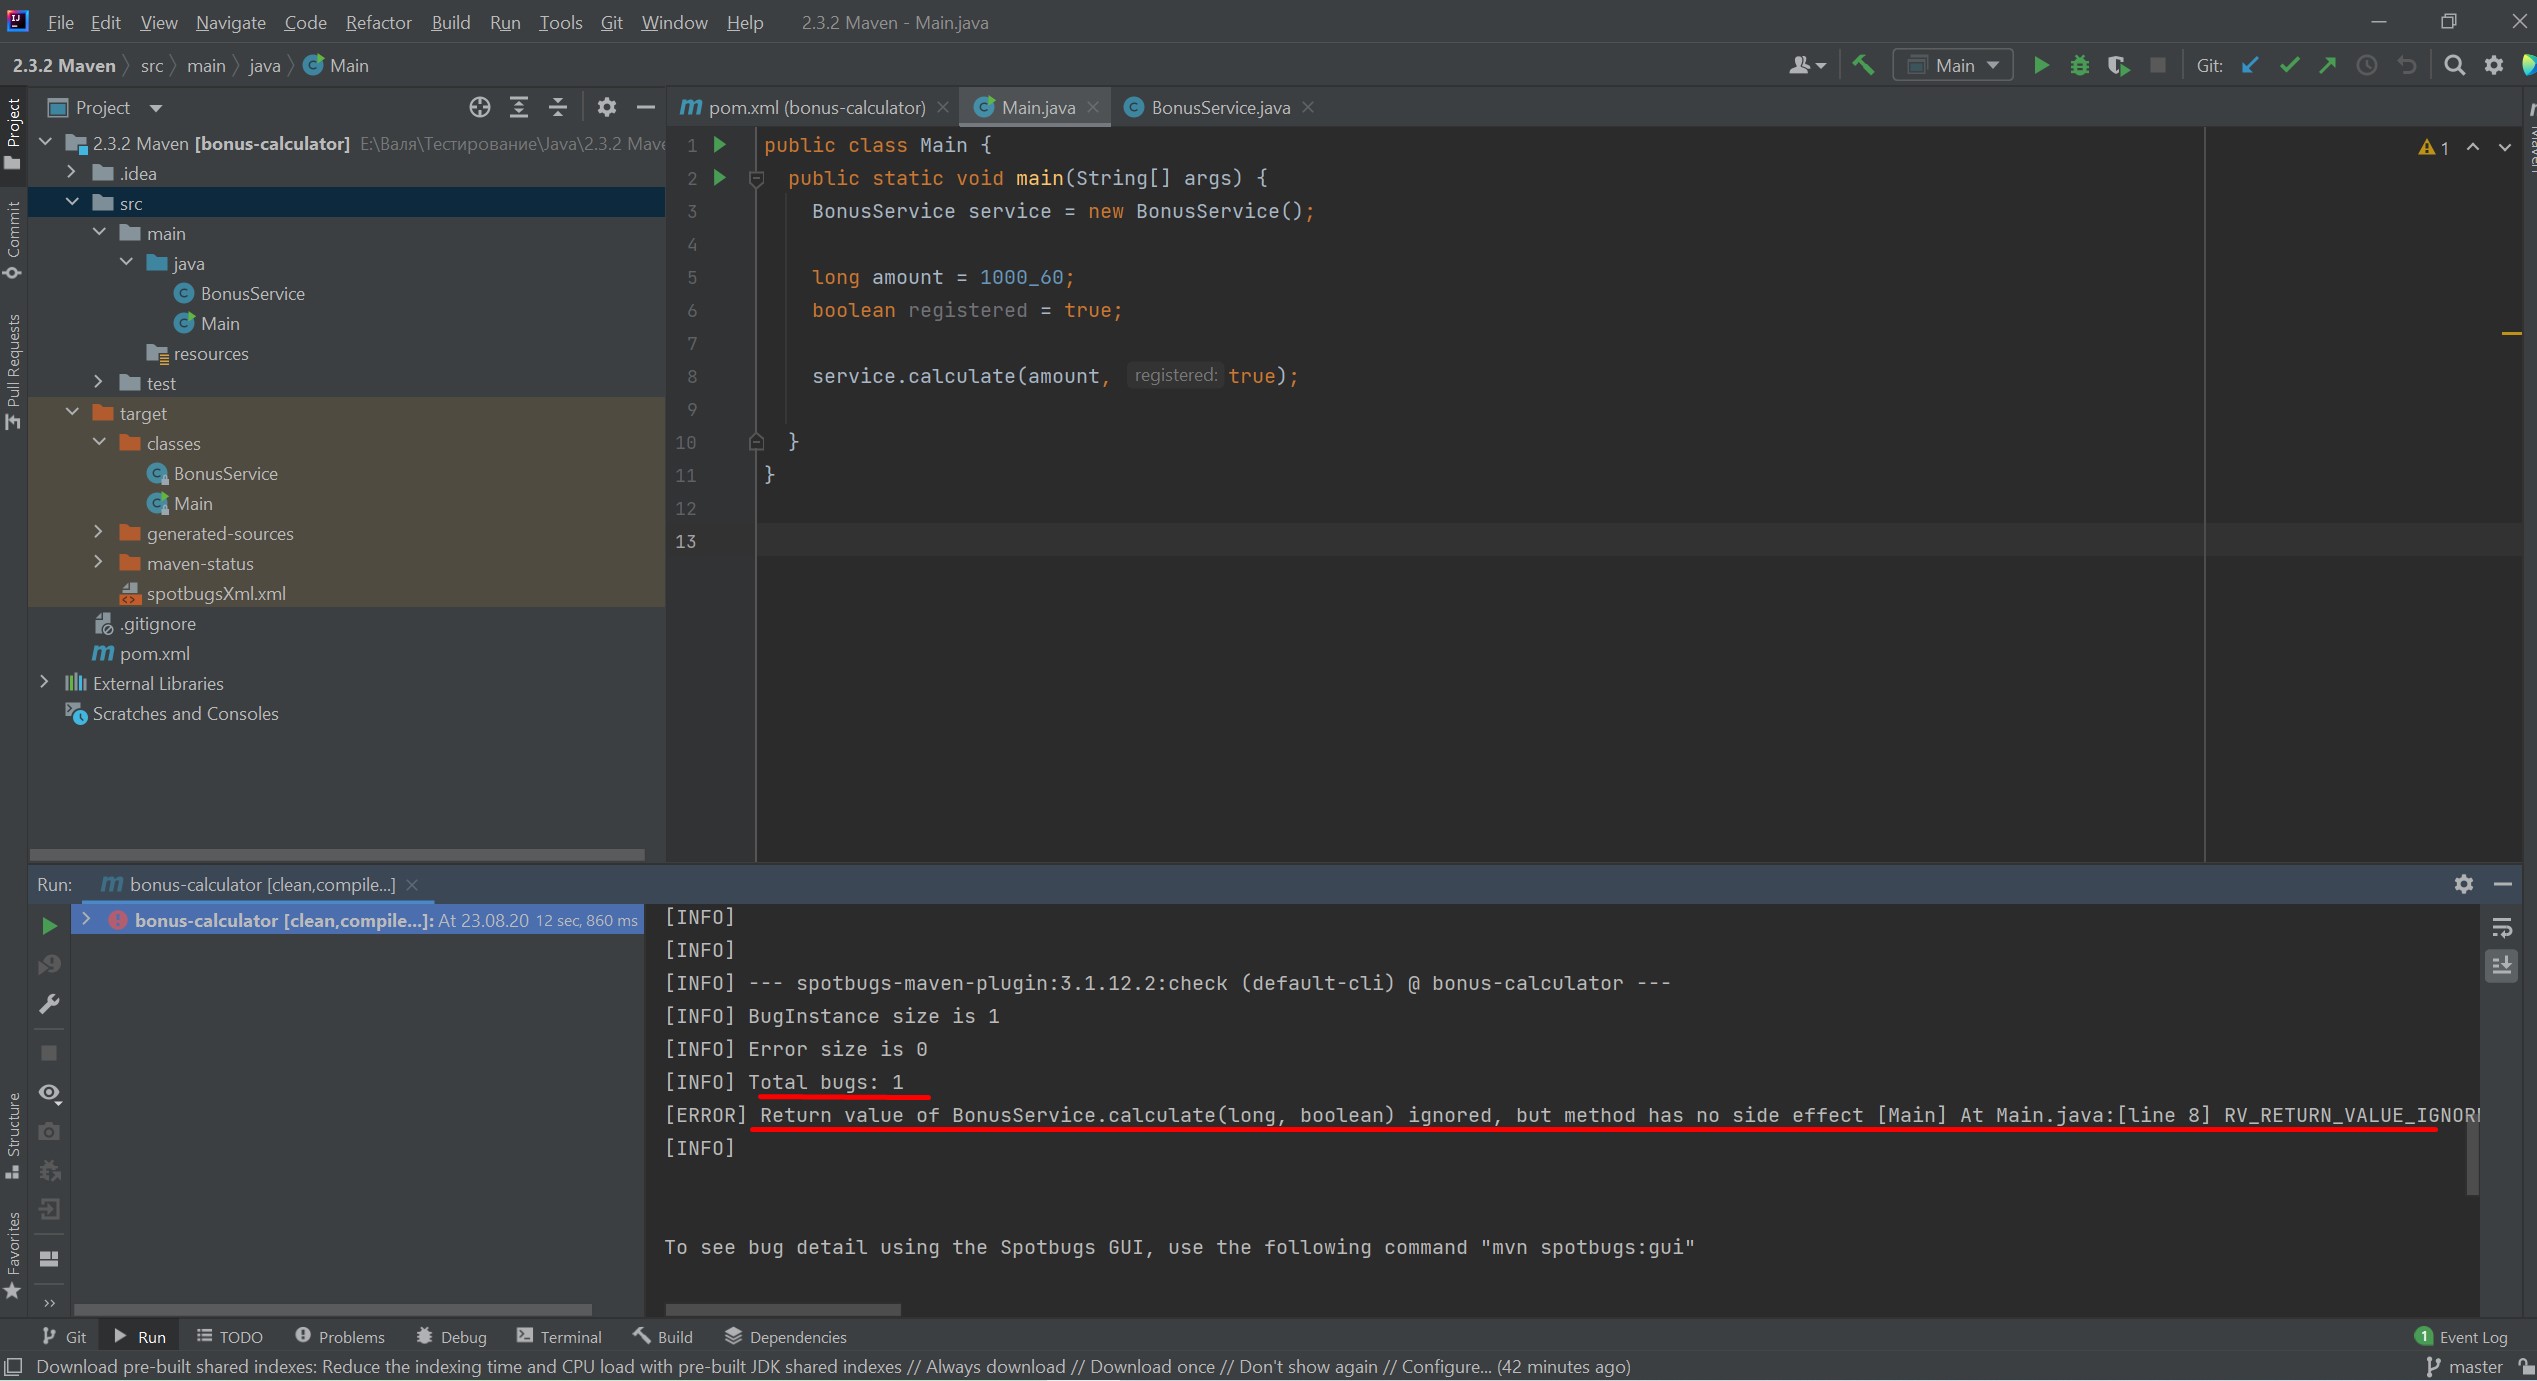 File Edit View Navigate Code Refactor Build Run Tools Git Window Help 2.3.2 Maven - Main.java
2.3.2 Maven src main java Main
Main Git:
Project
pom.xml (bonus-calculator) Main.java BonusService.java
Project
Commit
Pull Requests
Structure
Favorites
2.3.2 Maven [bonus-calculator] E:\Валя\Тестирование\Java\2.3.2 Mave
.idea
src
main
java
BonusService
Main
resources
test
target
classes
BonusService
Main
generated-sources
maven-status
spotbugsXml.xml
.gitignore
pom.xml
External Libraries
Scratches and Consoles
1 public class Main {
2 public static void main(String[] args) {
3 BonusService service = new BonusService();
4
5 long amount = 1000_60;
6 boolean registered = true;
7
8 service.calculate(amount, registered: true);
9
10 }
11 }
12
13
1
Run: bonus-calculator [clean,compile...]
bonus-calculator [clean,compile...]: At 23.08.20 12 sec, 860 ms
[INFO]
[INFO]
[INFO] --- spotbugs-maven-plugin:3.1.12.2:check (default-cli) @ bonus-calculator ---
[INFO] BugInstance size is 1
[INFO] Error size is 0
[INFO] Total bugs: 1
[ERROR] Return value of BonusService.calculate(long, boolean) ignored, but method has no side effect [Main] At Main.java:[line 8] RV_RETURN_VALUE_IGNOR
[INFO]
To see bug detail using the Spotbugs GUI, use the following command "mvn spotbugs:gui"
Git Run TODO Problems Debug Terminal Build Dependencies 1 Event Log
Download pre-built shared indexes: Reduce the indexing time and CPU load with pre-built JDK shared indexes // Always download // Download once // Don't show again // Configure... (42 minutes ago) master